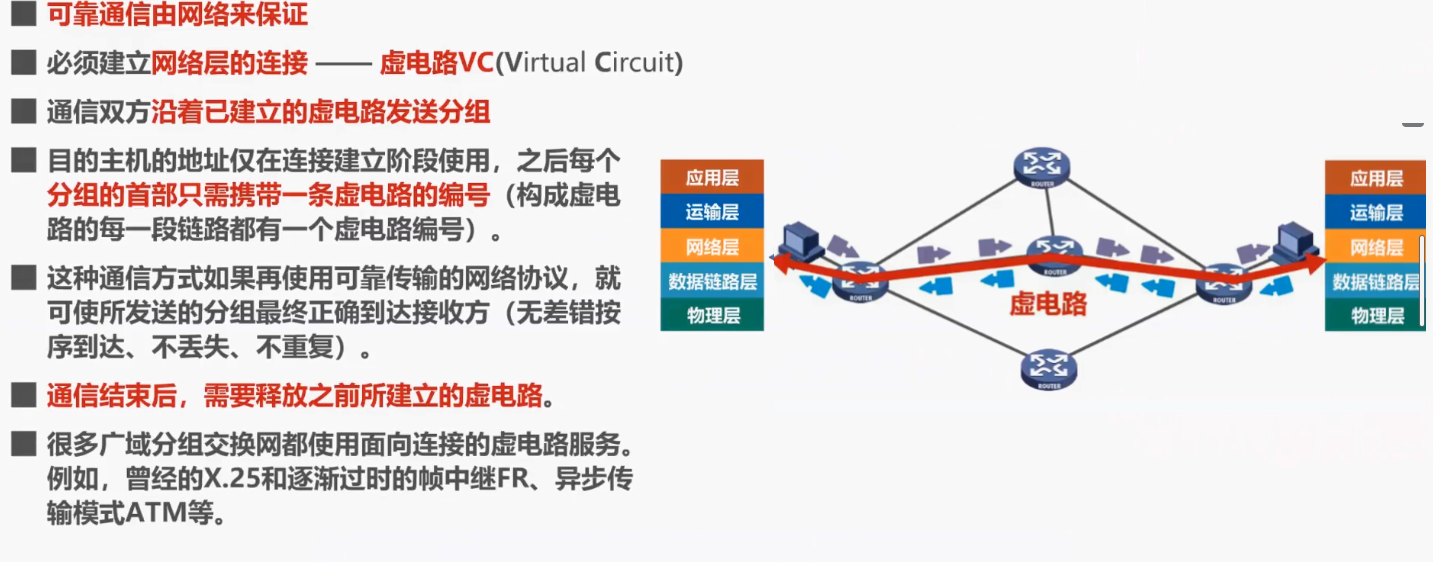 可靠通信由网络来保证
必须建立网络层的连接 —— 虚电路VC(Virtual Circuit)
通信双方沿着已建立的虚电路发送分组
目的主机的地址仅在连接建立阶段使用，之后每个
分组的首部只需携带一条虚电路的编号（构成虚电
路的每一段链路都有一个虚电路编号）。
这种通信方式如果再使用可靠传输的网络协议，就
可使所发送的分组最终正确到达接收方（无差错按
序到达、不丢失、不重复）。
通信结束后，需要释放之前所建立的虚电路。
很多广域分组交换网都使用面向连接的虚电路服务。
例如，曾经的X.25和逐渐过时的帧中继FR、异步传
输模式ATM等。
应用层
运输层
网络层
数据链路层
物理层
ROUTER
ROUTER
ROUTER
ROUTER
ROUTER
虚电路
应用层
运输层
网络层
数据链路层
物理层